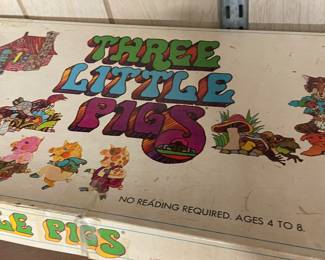 THREE
LITTLE
PIGS
NO READING REQUIRED. AGES 4 TO 8.
LE PIGS